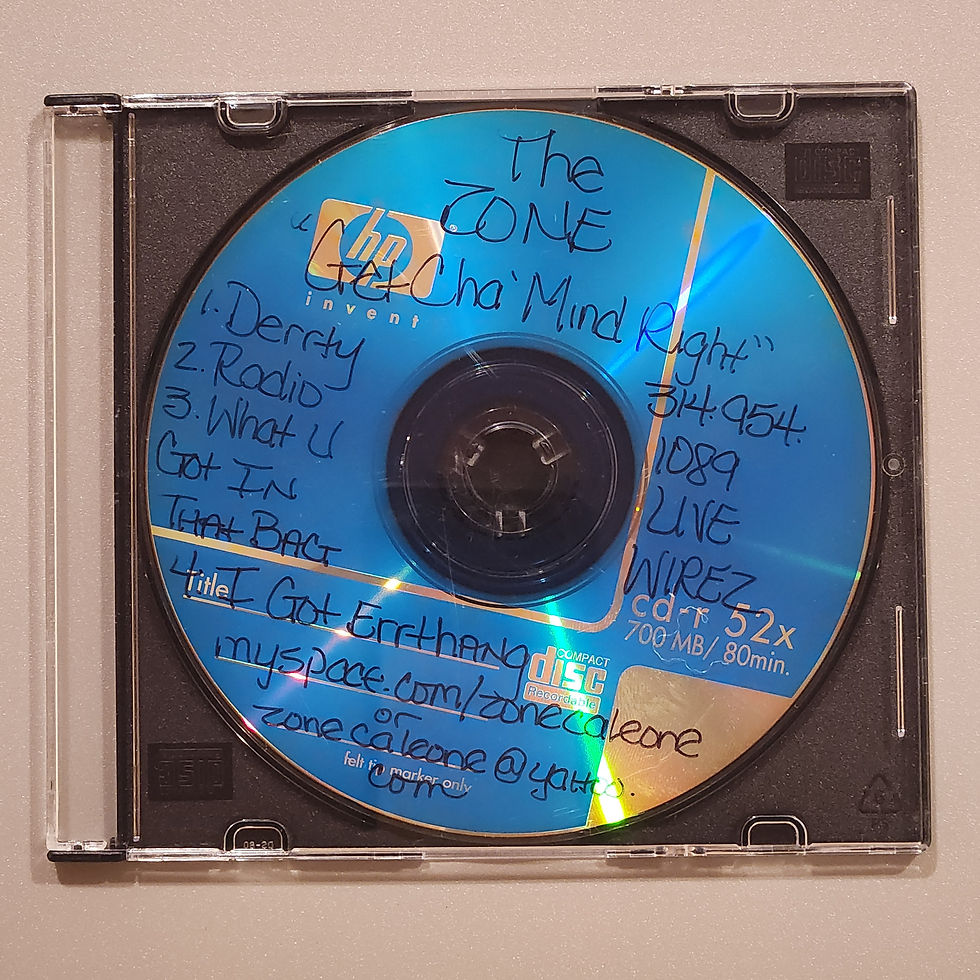 The
ZONE
"Get Cha' Mind Right"
hp
invent
1. Derrty
2. Radio
3. What U
Got IN
THAt BAG
4. I Got ErrthANg
314.954.
1089
LIVE
WIREZ
myspace.com/zonecaleone
or
zonecaleone@yahoo.
com
Title
cd-r 52x
700 MB/ 80min.
COMPACT
disc
Recordable
felt tip marker only